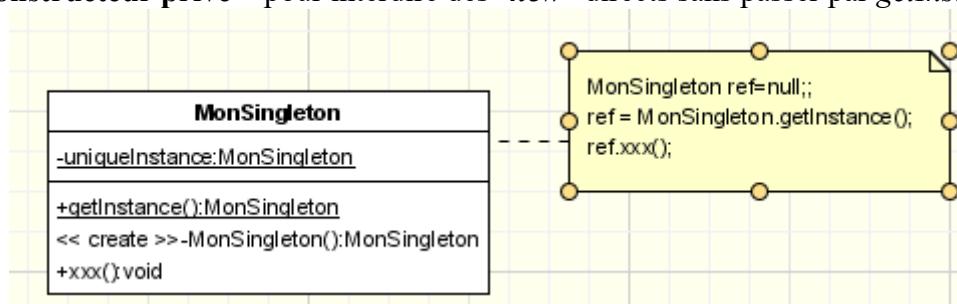 MonSingleton
-uniqueInstance:MonSingleton
+getInstance():MonSingleton
<< create >>-MonSingleton():MonSingleton
+xxx():void
MonSingleton ref=null;;
ref = MonSingleton.getInstance();
ref.xxx();